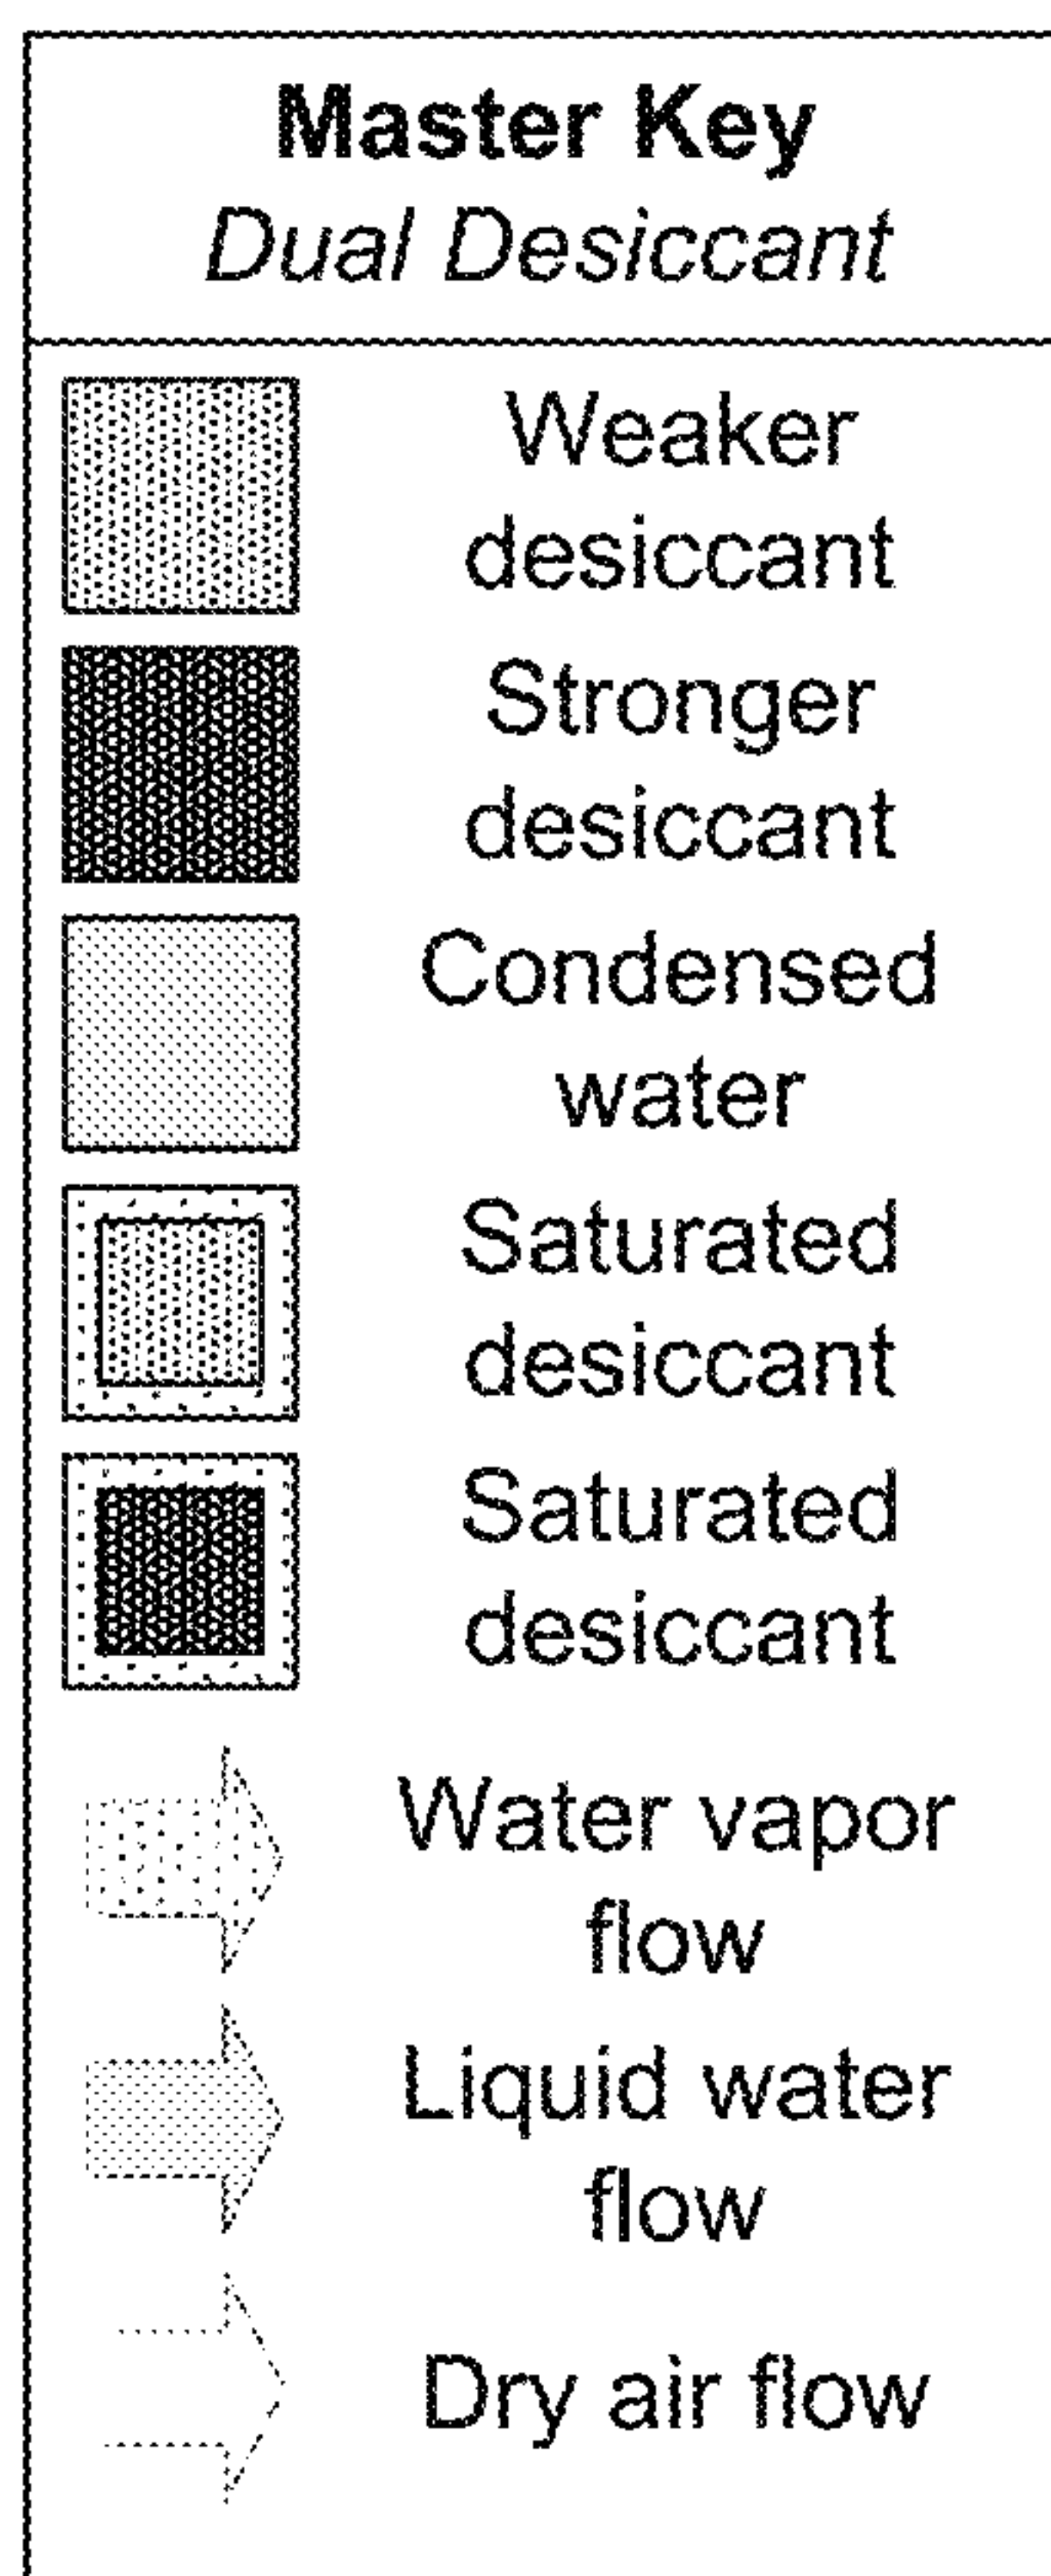 Master Key
Dual Desiccant
Weaker
desiccant
Stronger
desiccant
Condensed
water
Saturated
desiccant
Saturated
desiccant
Water vapor
flow
Liquid water
flow
Dry air flow